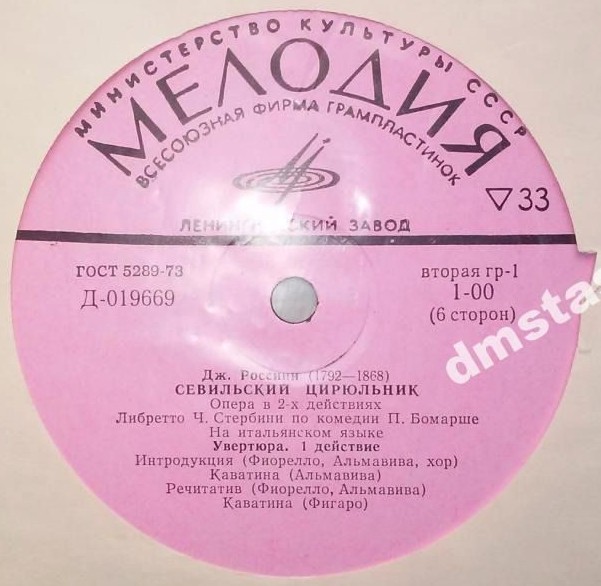 МИНИСТЕРСТВО КУЛЬТУРЫ СССР
МЕЛОДИЯ
ВСЕСОЮЗНАЯ ФИРМА ГРАМПЛАСТИНОК
▽33
ЛЕНИНГРАДСКИЙ ЗАВОД
ГОСТ 5289-73
вторая гр-1
Д-019669
1-00
(6 сторон)
dmsta
Дж. Россини (1792—1868)
СЕВИЛЬСКИЙ ЦИРЮЛЬНИК
Опера в 2-х действиях
Либретто Ч. Стербини по комедии П. Бомарше
На итальянском языке
Увертюра. 1 действие
Интродукция (Фиорелло, Альмавива, хор)
Каватина (Альмавива)
Речитатив (Фиорелло, Альмавива)
Каватина (Фигаро)